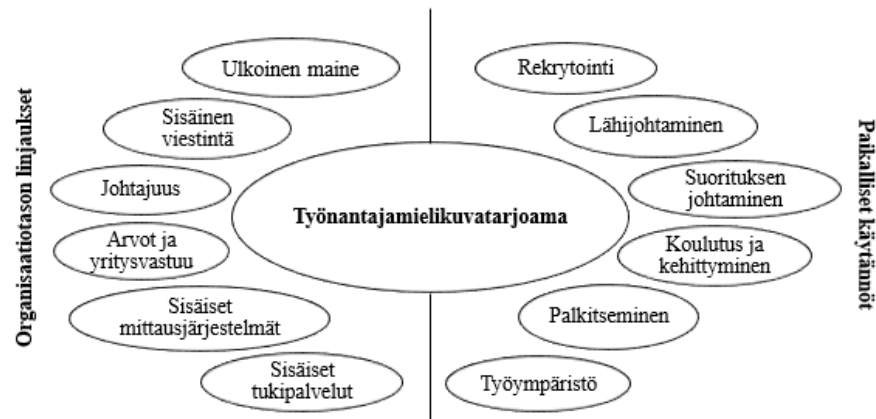 Organisaatiotason linjaukset
Ulkoinen maine
Sisäinen
viestintä
Johtajuus
Arvot ja
yritysvastuu
Sisäiset
mittausjärjestelmät
Sisäiset
tukipalvelut
Työnantajamielikuvatarjoama
Rekrytointi
Lähijohtaminen
Suorituksen
johtaminen
Koulutus ja
kehittyminen
Palkitseminen
Työympäristö
Paikalliset käytännöt